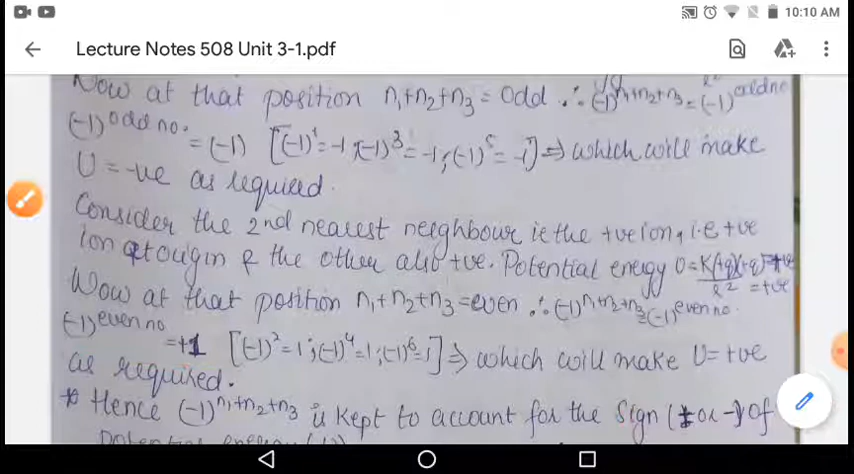 10:10 AM
Lecture Notes 508 Unit 3-1.pdf
Now at that position n₁+n₂+n₃ = Odd ∴ (-1)^n₁+n₂+n₃ = (-1)^odd no
(-1)^odd no. = (-1) [(-1)¹ = -1, (-1)³ = -1, (-1)⁵ = -1] ⇒ which will make
U = -ve as required.
Consider the 2nd nearest neighbour ie the +ve ion, i.e +ve
ion at origin & the other also +ve. Potential energy U = K(+q)(+q)/r² = +ve = +ve
Now at that position n₁+n₂+n₃ = even ∴ (-1)^n₁+n₂+n₃ = (-1)^even no.
(-1)^even no = +1 [(-1)² = 1; (-1)⁴ = 1; (-1)⁶ = 1] ⇒ which will make U = +ve
as required.
* Hence (-1)^n₁+n₂+n₃ is kept to account for the Sign (+ or -) of